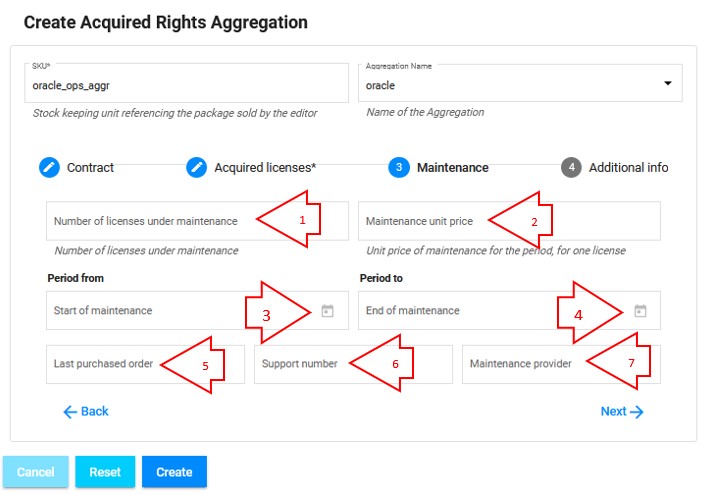 Create Acquired Rights Aggregation
SKU*
Aggregation Name
oracle_ops_aggr
oracle
Stock keeping unit referencing the package sold by the editor
Name of the Aggregation
Contract
Acquired licenses*
3 Maintenance
4 Additional info
Number of licenses under maintenance
1
Maintenance unit price
2
Number of licenses under maintenance
Unit price of maintenance for the period, for one license
Period from
Period to
Start of maintenance
3
End of maintenance
4
Last purchased order
5
Support number
6
Maintenance provider
7
Back
Next
Cancel
Reset
Create